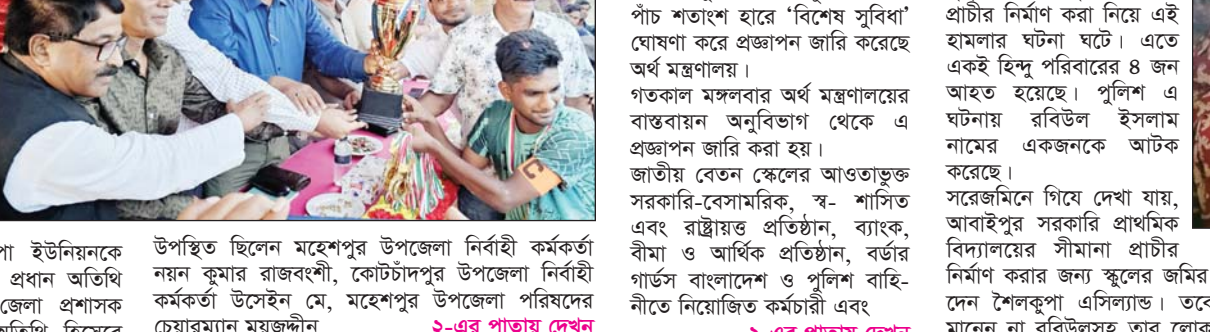 পা ইউনিয়নকে
প্রধান অতিথি
জেলা প্রশাসক
অতিথি হিসেবে
উপস্থিত ছিলেন মহেশপুর উপজেলা নির্বাহী কর্মকর্তা
নয়ন কুমার রাজবংশী, কোটচাঁদপুর উপজেলা নির্বাহী
কর্মকর্তা উসেইন মে, মহেশপুর উপজেলা পরিষদের
চেয়ারম্যান ময়জদ্দীন
২-এর পাতায় দেখুন
পাঁচ শতাংশ হারে ‘বিশেষ সুবিধা’
ঘোষণা করে প্রজ্ঞাপন জারি করেছে
অর্থ মন্ত্রণালয়।
গতকাল মঙ্গলবার অর্থ মন্ত্রণালয়ের
বাস্তবায়ন অনুবিভাগ থেকে এ
প্রজ্ঞাপন জারি করা হয়।
জাতীয় বেতন স্কেলের আওতাভুক্ত
সরকারি-বেসামরিক, স্ব- শাসিত
এবং রাষ্ট্রায়ত্ত প্রতিষ্ঠান, ব্যাংক,
বীমা ও আর্থিক প্রতিষ্ঠান, বর্ডার
গার্ডস বাংলাদেশ ও পুলিশ বাহি-
নীতে নিয়োজিত কর্মচারী এবং
২-এর পাতায় দেখুন
প্রাচীর নির্মাণ করা নিয়ে এই
হামলার ঘটনা ঘটে। এতে
একই হিন্দু পরিবারের ৪ জন
আহত হয়েছে। পুলিশ এ
ঘটনায় রবিউল ইসলাম
নামের একজনকে আটক
করেছে।
সরেজমিনে গিযে দেখা যায়,
আবাইপুর সরকারি প্রাথমিক
বিদ্যালয়ের সীমানা প্রাচীর
নির্মাণ করার জন্য স্কুলের জমির
দেন শৈলকুপা এসিল্যান্ড। তবে
মানেন না রবিউলসহ তার লোক